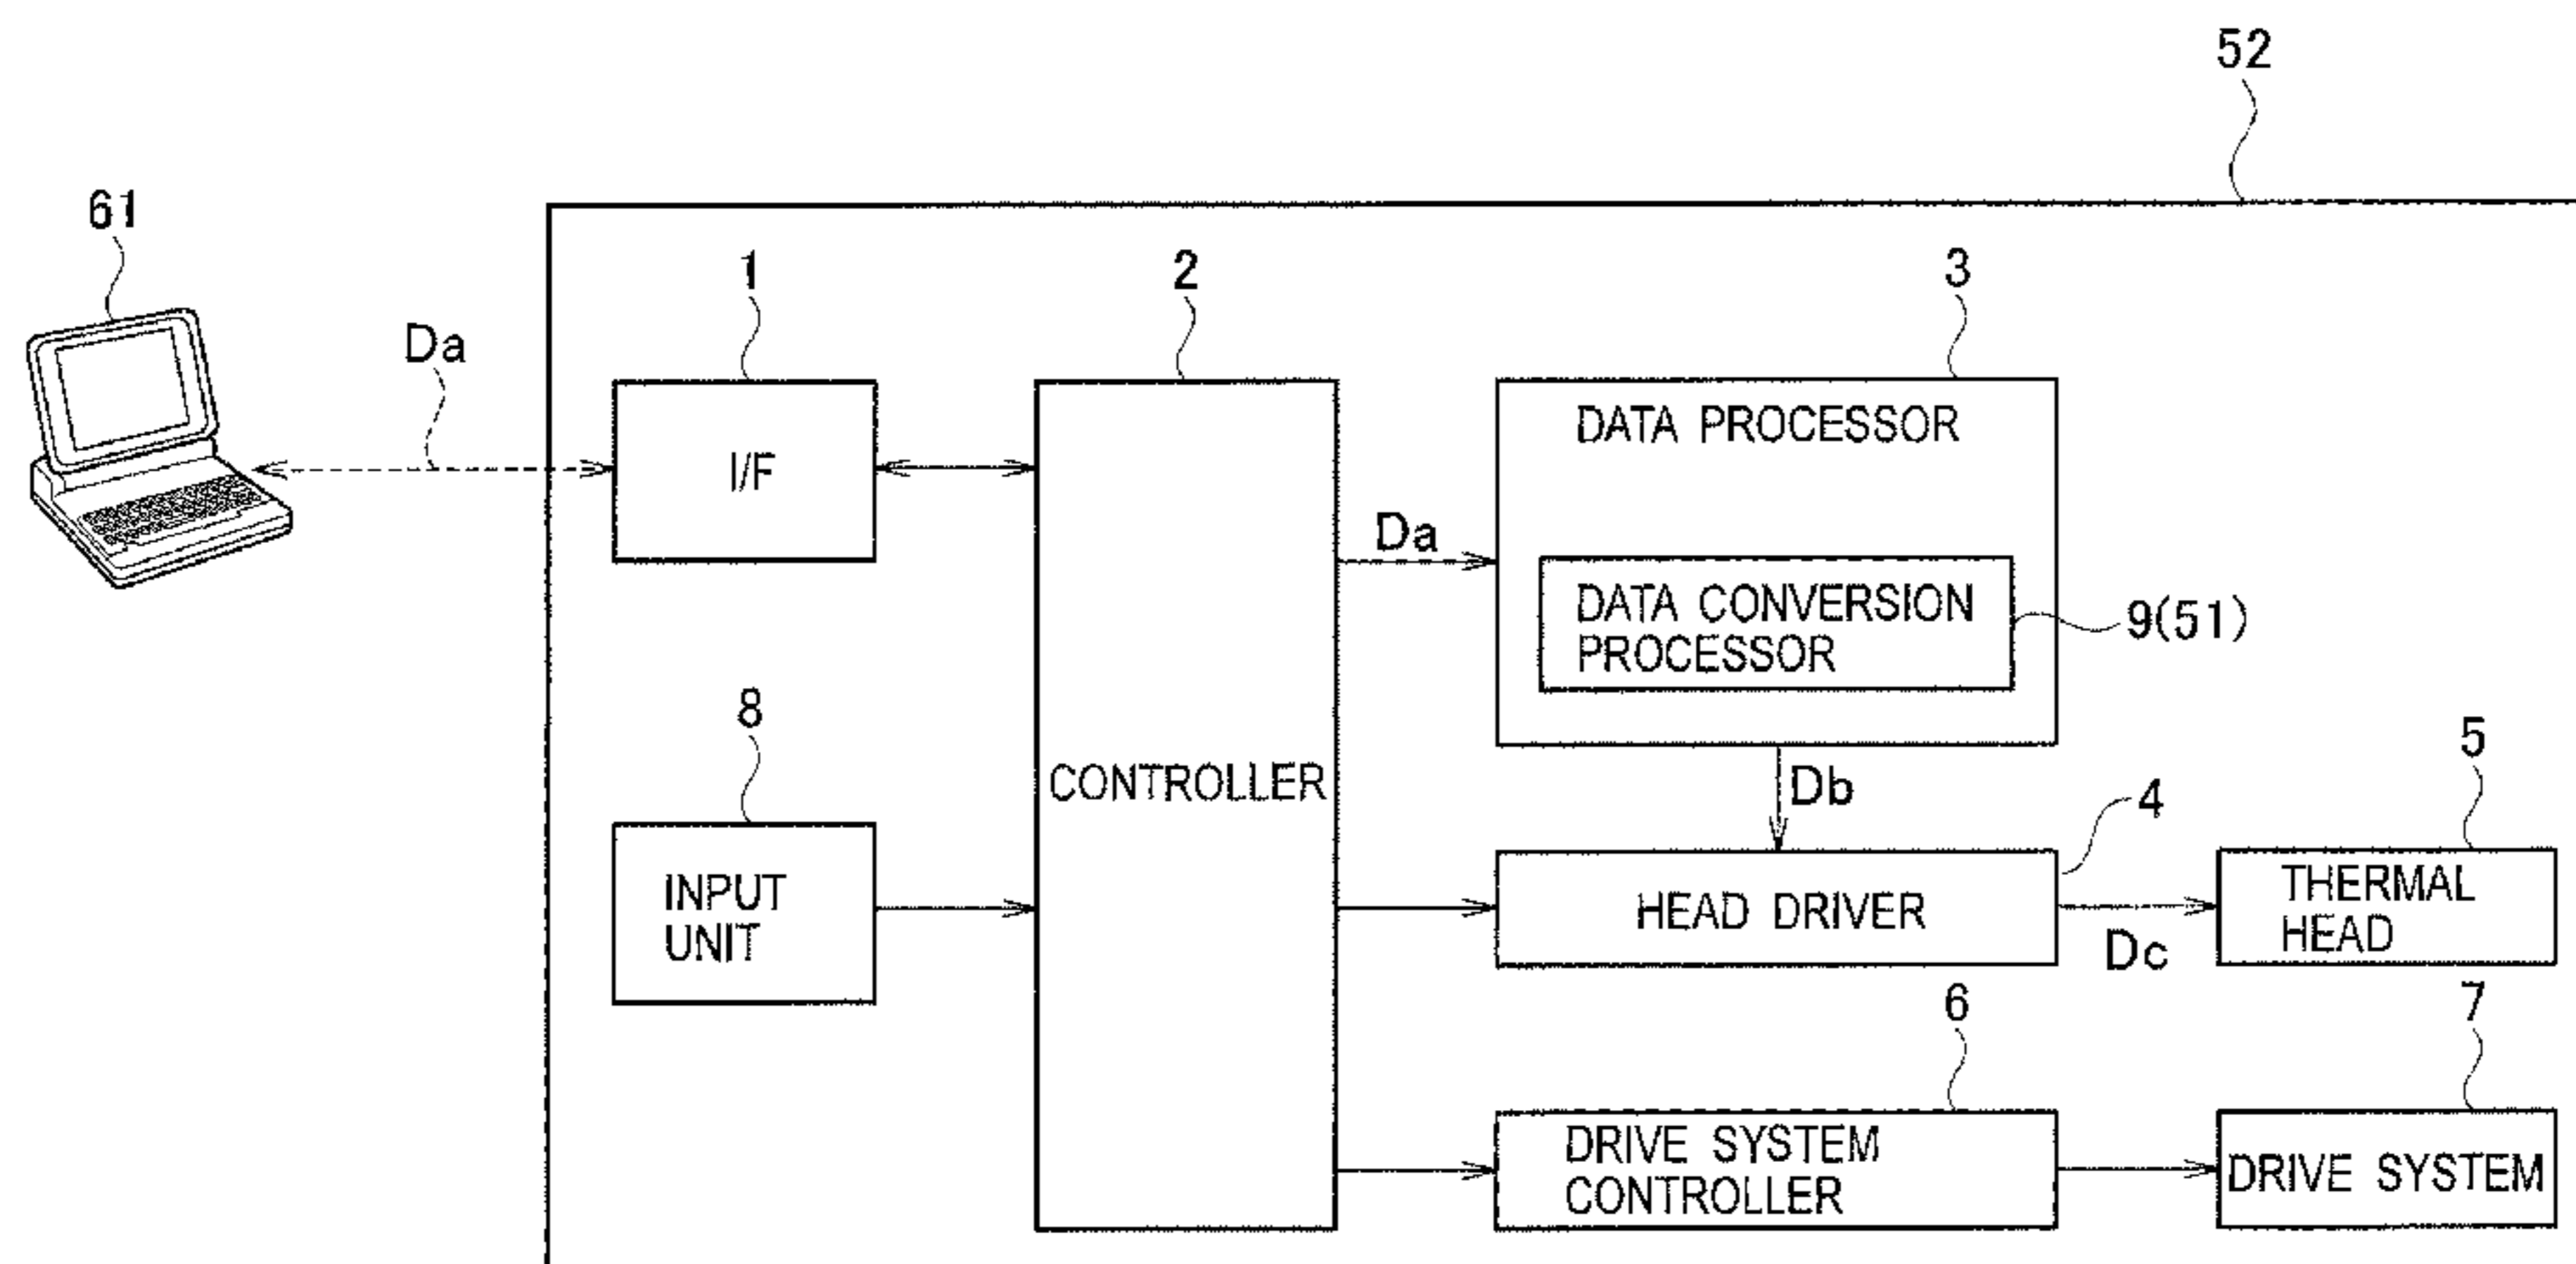 52
61
1
2
3
Da
DATA PROCESSOR
I/F
Da
DATA CONVERSION
PROCESSOR
9(51)
8
5
CONTROLLER
Db
4
INPUT
UNIT
HEAD DRIVER
THERMAL
HEAD
Dc
6
7
DRIVE SYSTEM
CONTROLLER
DRIVE SYSTEM